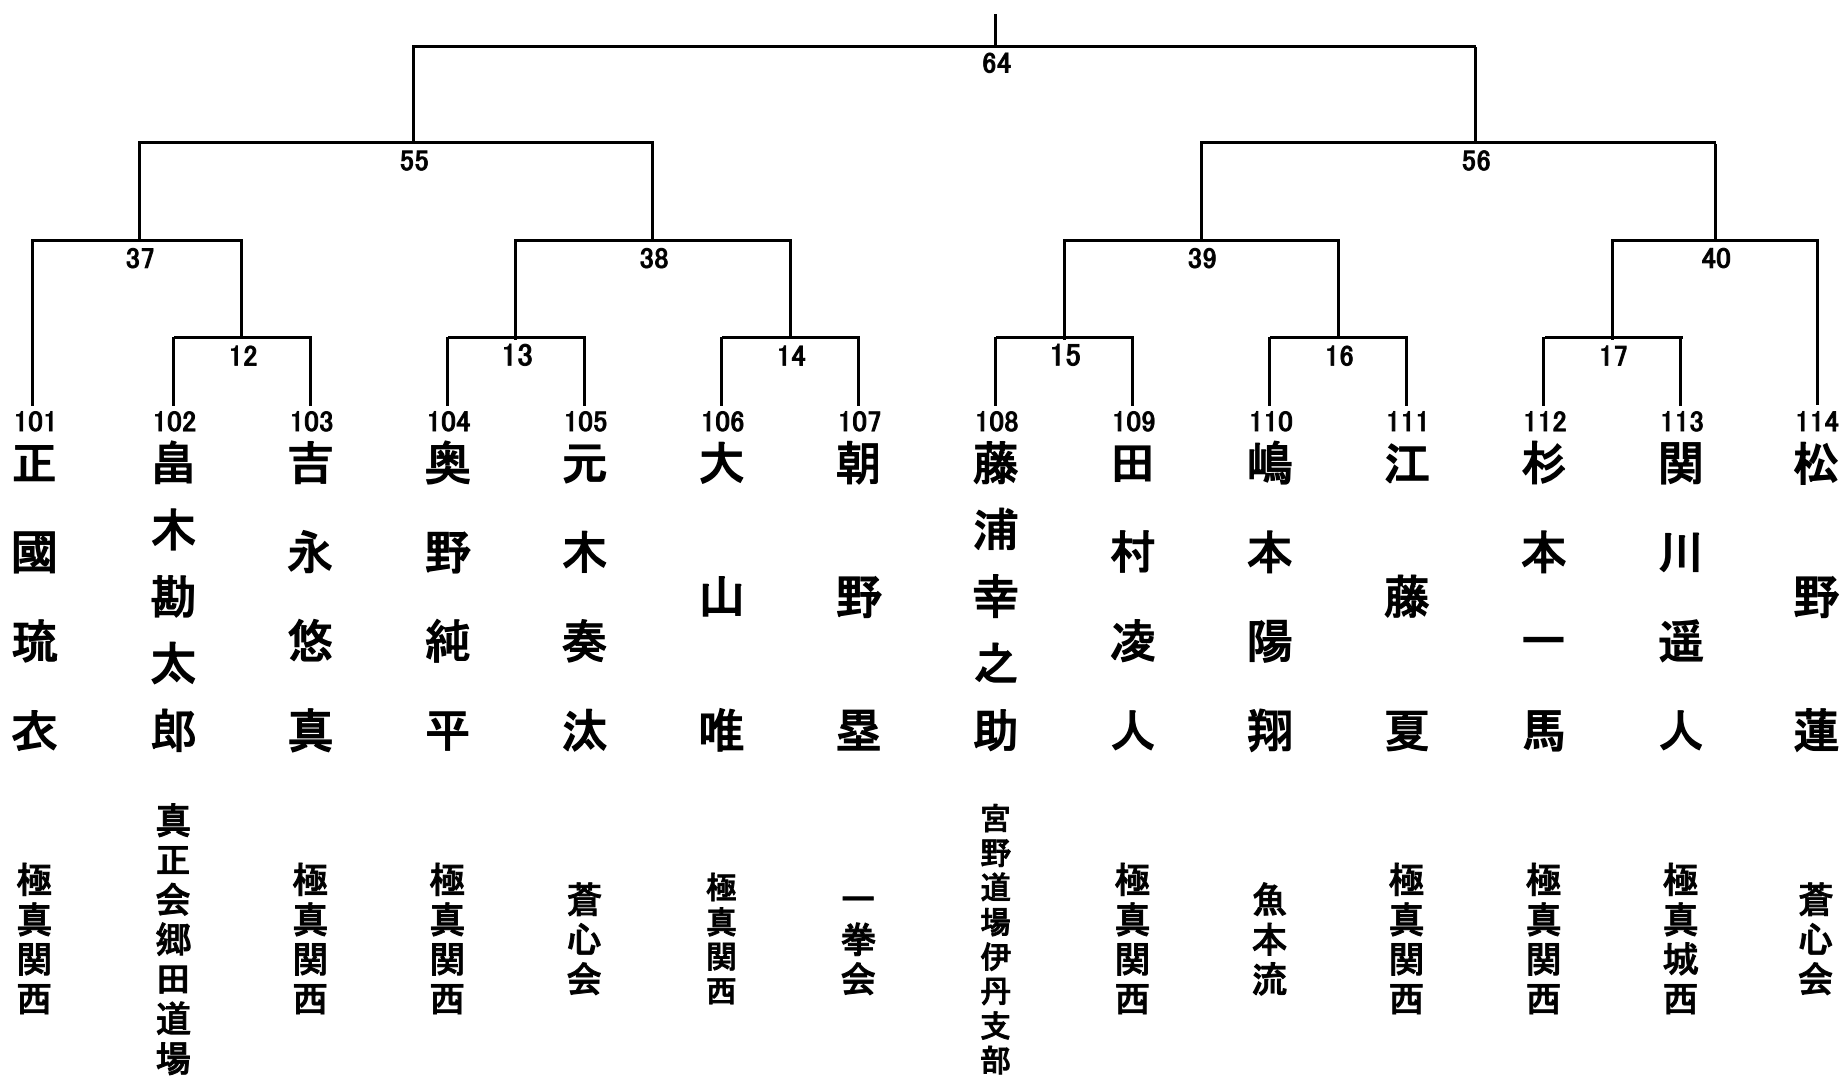 64
55
56
37
38
39
40
12
13
14
15
16
17
101
102
103
104
105
106
107
108
109
110
111
112
113
114
正國琉衣
畠木勘太郎
吉永悠真
奥野純平
元木奏汰
大山唯
朝野塁
藤浦幸之助
田村凌人
嶋本陽翔
江藤夏
杉本一馬
関川遥人
松野蓮
極真関西
真正会郷田道場
極真関西
極真関西
蒼心会
極真関西
一拳会
宮野道場伊丹支部
極真関西
魚本流
極真関西
極真関西
極真城西
蒼心会